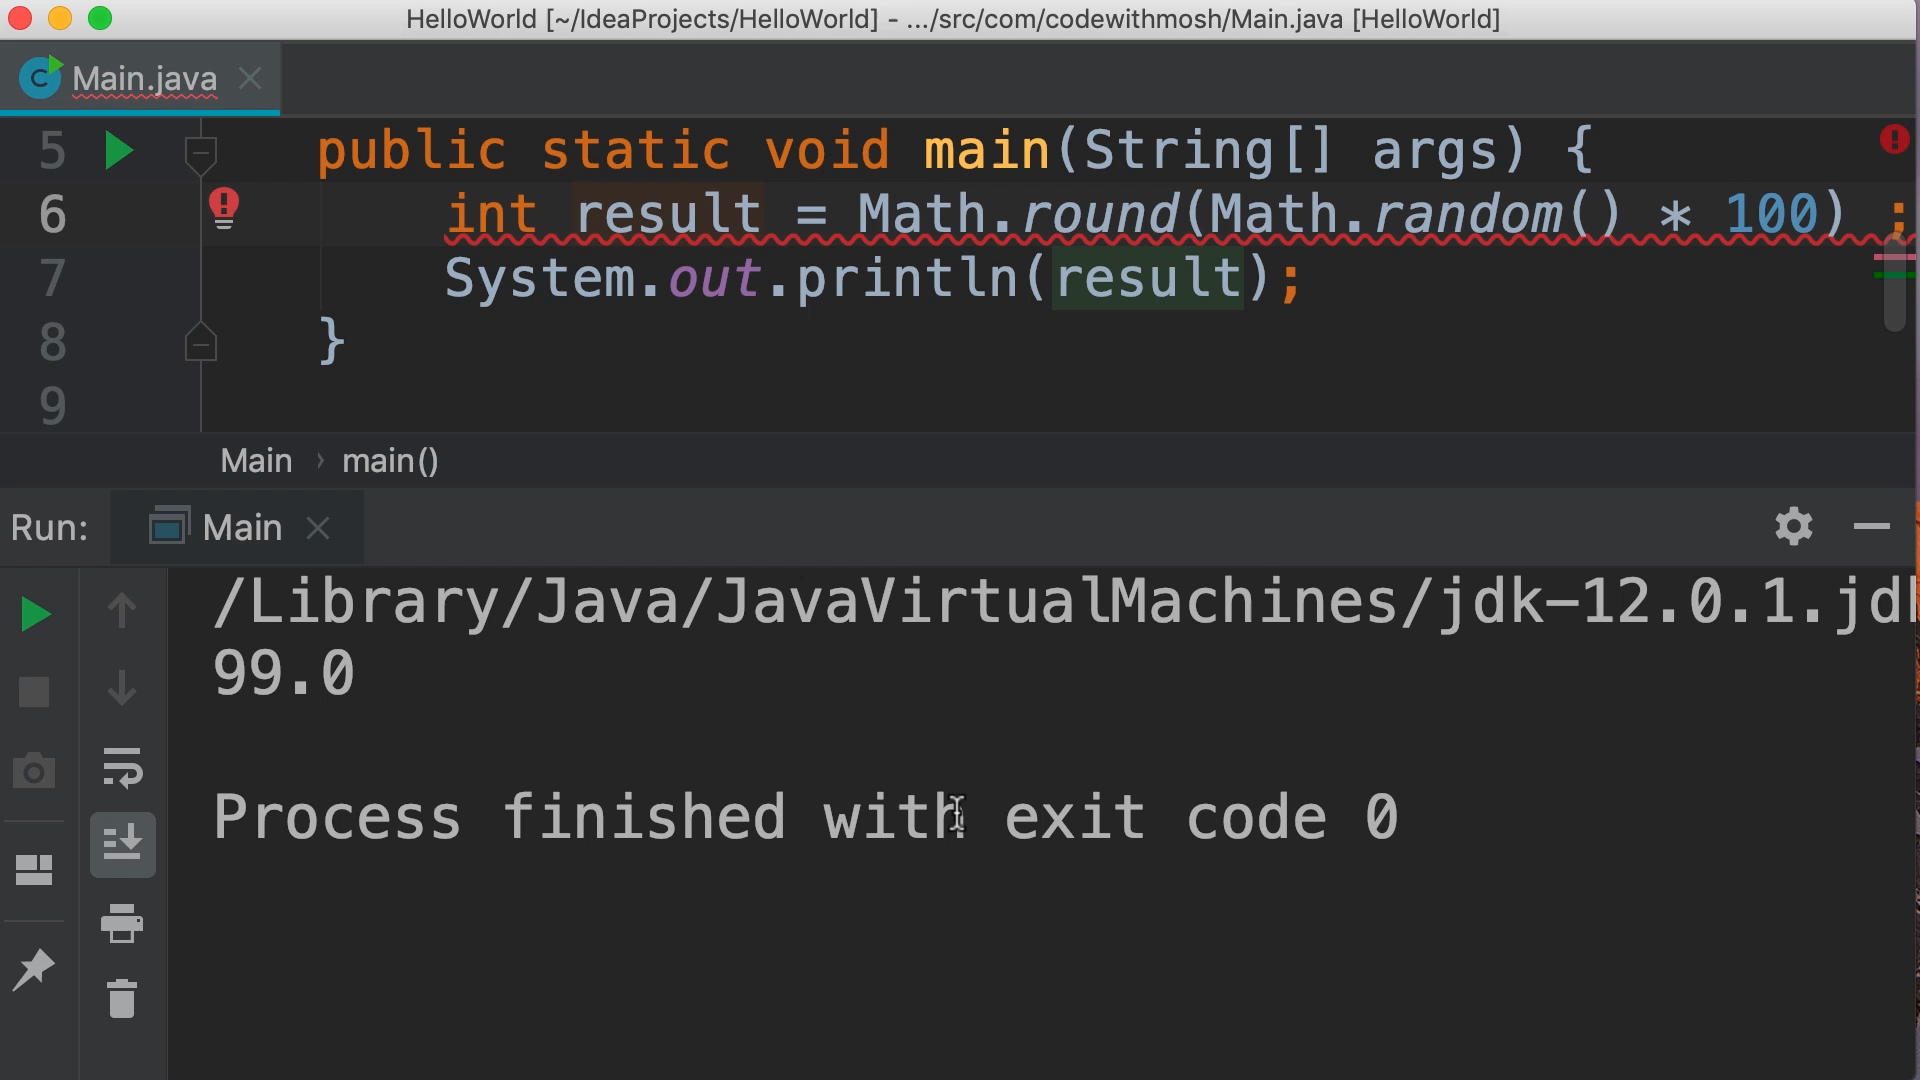 HelloWorld [~/IdeaProjects/HelloWorld] - .../src/com/codewithmosh/Main.java [HelloWorld]
Main.java
5 public static void main(String[] args) {
6 int result = Math.round(Math.random() * 100) ;
7 System.out.println(result);
8 }
9
Main › main()
Run: Main
/Library/Java/JavaVirtualMachines/jdk-12.0.1.jd
99.0
Process finished with exit code 0